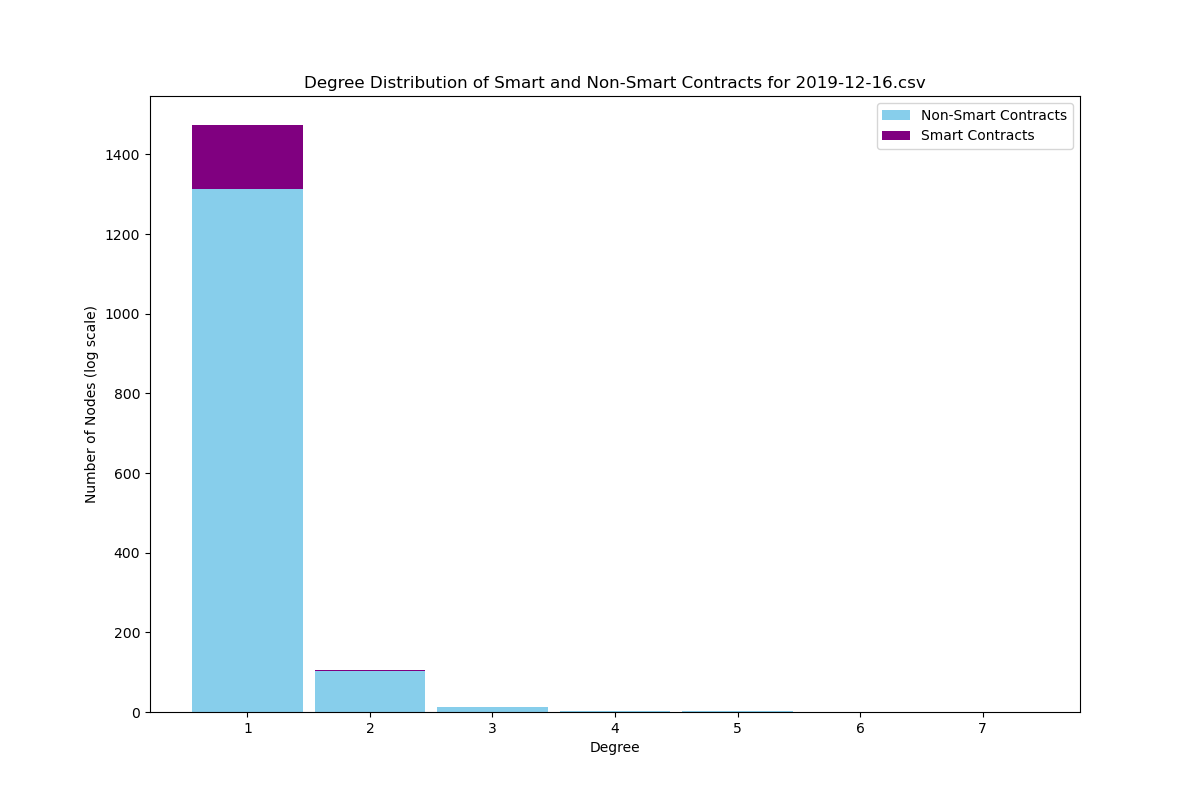 Degree Distribution of Smart and Non-Smart Contracts for 2019-12-16.csv
Non-Smart Contracts
Smart Contracts
Number of Nodes (log scale)
1400
1200
1000
800
600
400
200
0
1 2 3 4 5 6 7
Degree